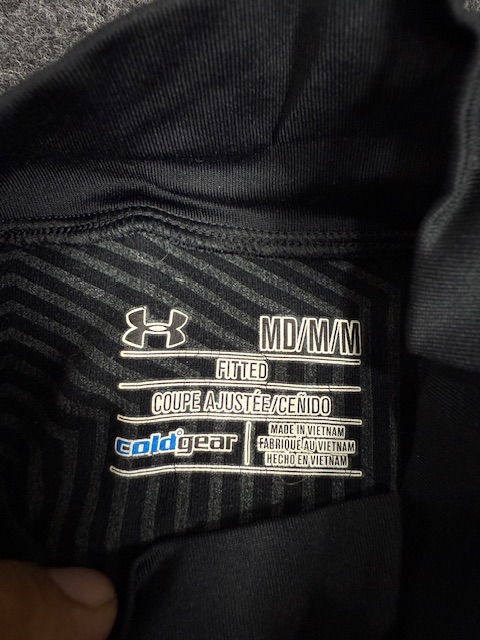 MD/M/M
FITTED
COUPE AJUSTÉE/CEÑIDO
coldgear
MADE IN VIETNAM
FABRIQUÉ AU VIETNAM
HECHO EN VIETNAM